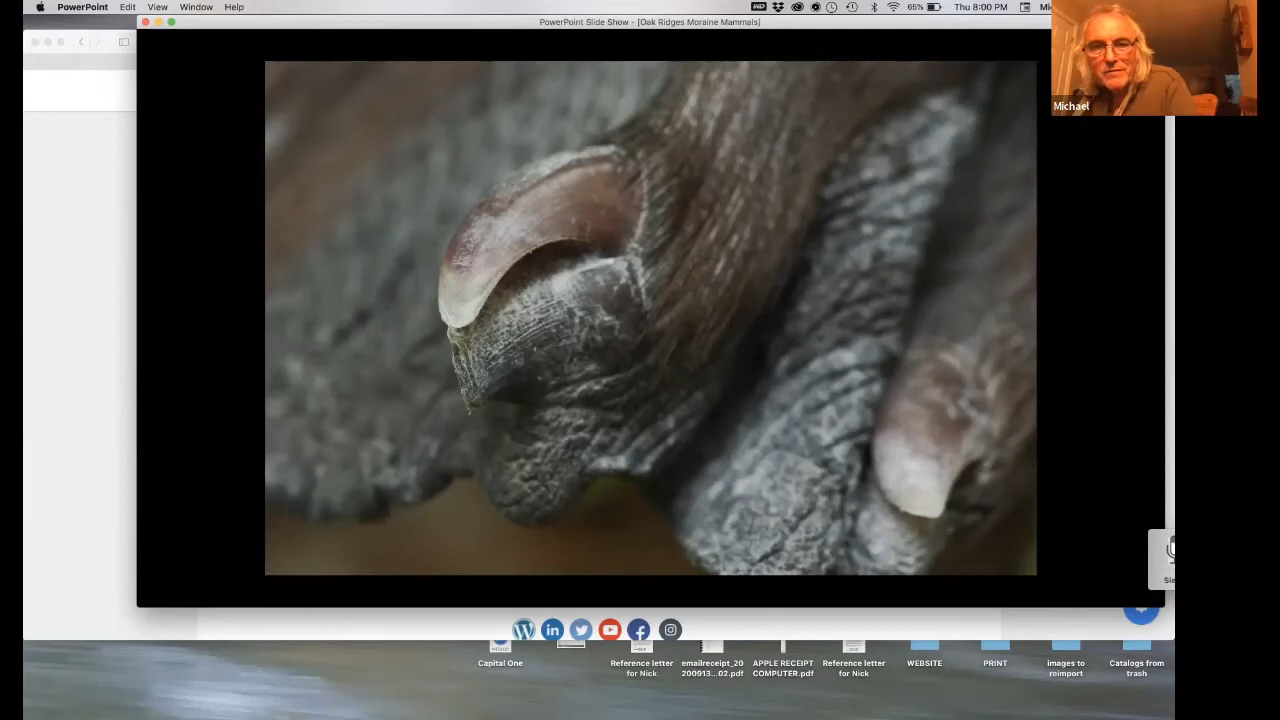 PowerPoint Edit View Window Help
65%
Thu 8:00 PM
PowerPoint Slide Show - [Oak Ridges Moraine Mammals]
Michael
Capital One
Reference letter
for Nick
emailreceipt_20
200913...02.pdf
APPLE RECEIPT
COMPUTER.pdf
Reference letter
for Nick
WEBSITE
PRINT
images to
reimport
Catalogs from
trash